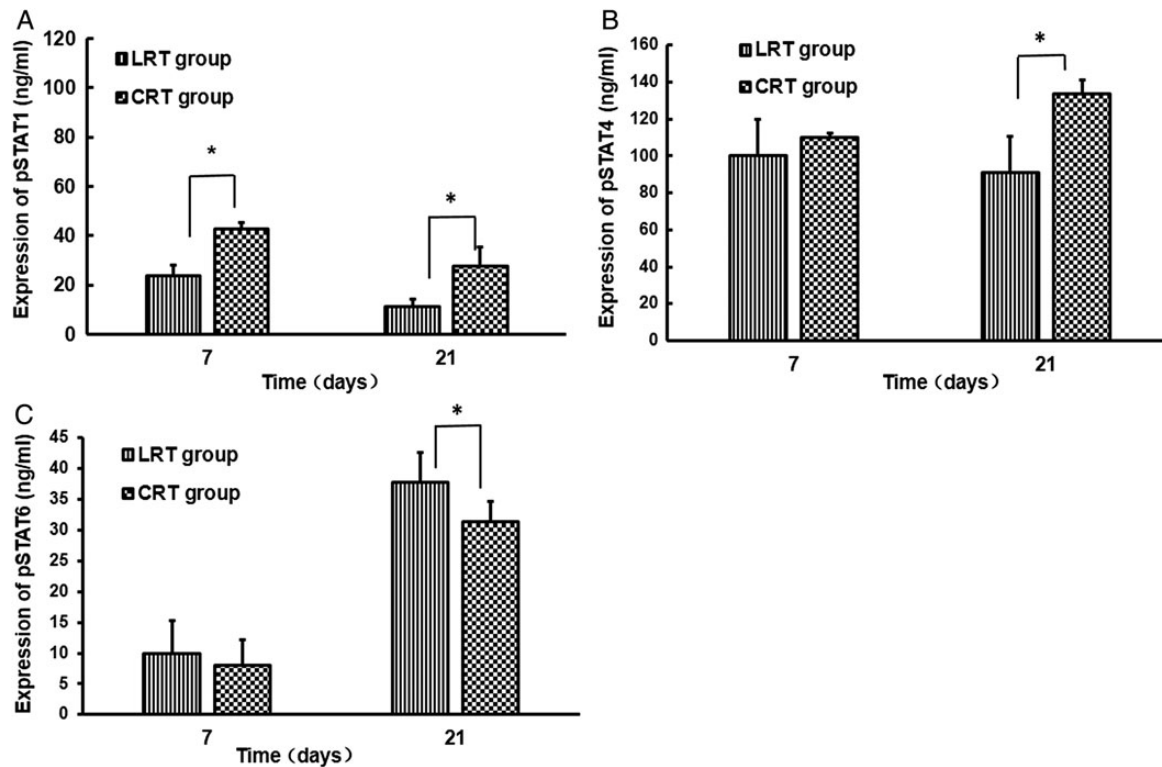 A
Expression of pSTAT1 (ng/ml)
120
100
80
60
40
20
0
LRT group
CRT group
*
*
7
21
Time（days）
B
Expression of pSTAT4 (ng/ml)
160
140
120
100
80
60
40
20
0
LRT group
CRT group
*
7
21
Time（days）
C
Expression of pSTAT6 (ng/ml)
45
40
35
30
25
20
15
10
5
0
LRT group
CRT group
*
7
21
Time（days）